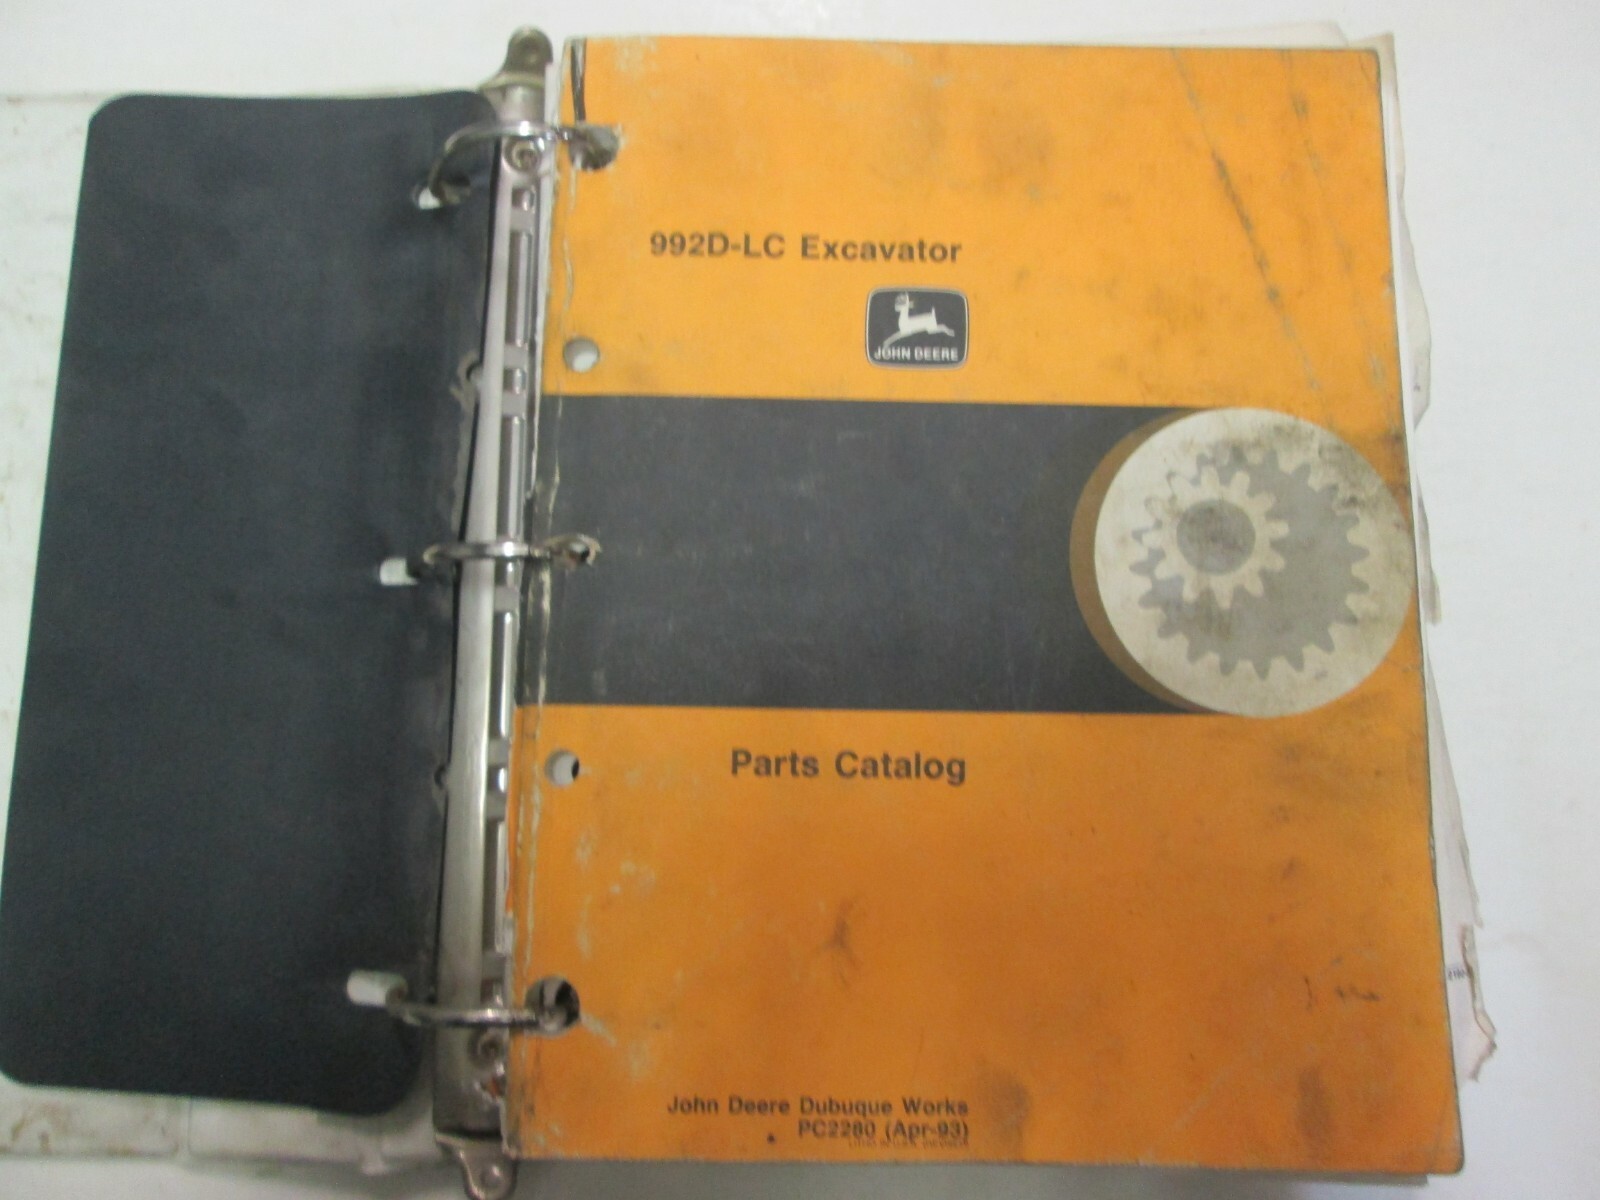 992D-LC Excavator
JOHN DEERE
Parts Catalog
John Deere Dubuque Works
PC2280 (Apr-93)